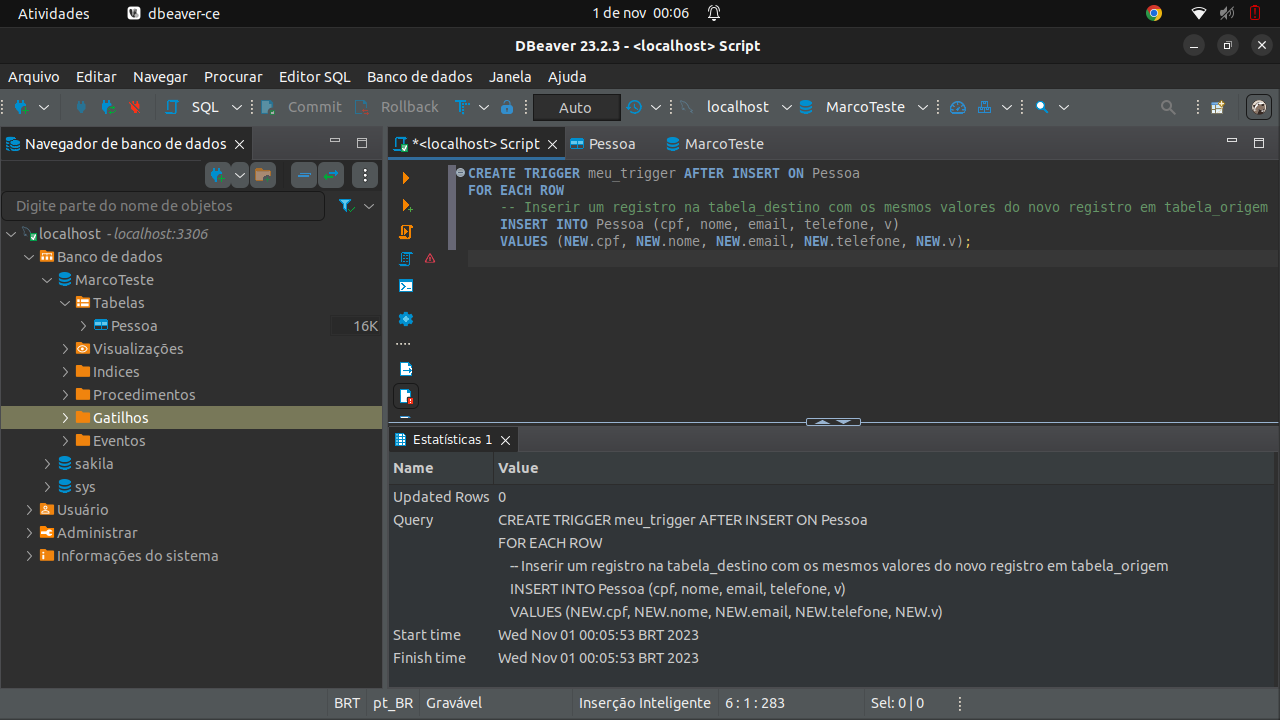 Atividades
dbeaver-ce
1 de nov 00:06
DBeaver 23.2.3 - <localhost> Script
Arquivo Editar Navegar Procurar Editor SQL Banco de dados Janela Ajuda
SQL Commit Rollback Auto localhost MarcoTeste
Navegador de banco de dados
Digite parte do nome de objetos
localhost - localhost:3306
Banco de dados
MarcoTeste
Tabelas
Pessoa 16K
Visualizações
Indices
Procedimentos
Gatilhos
Eventos
sakila
sys
Usuário
Administrar
Informações do sistema
*<localhost> Script Pessoa MarcoTeste
CREATE TRIGGER meu_trigger AFTER INSERT ON Pessoa
FOR EACH ROW
-- Inserir um registro na tabela_destino com os mesmos valores do novo registro em tabela_origem
INSERT INTO Pessoa (cpf, nome, email, telefone, v)
VALUES (NEW.cpf, NEW.nome, NEW.email, NEW.telefone, NEW.v);
Estatísticas 1
Name Value
Updated Rows 0
Query CREATE TRIGGER meu_trigger AFTER INSERT ON Pessoa
FOR EACH ROW
-- Inserir um registro na tabela_destino com os mesmos valores do novo registro em tabela_origem
INSERT INTO Pessoa (cpf, nome, email, telefone, v)
VALUES (NEW.cpf, NEW.nome, NEW.email, NEW.telefone, NEW.v)
Start time Wed Nov 01 00:05:53 BRT 2023
Finish time Wed Nov 01 00:05:53 BRT 2023
BRT pt_BR Gravável Inserção Inteligente 6 : 1 : 283 Sel: 0 | 0